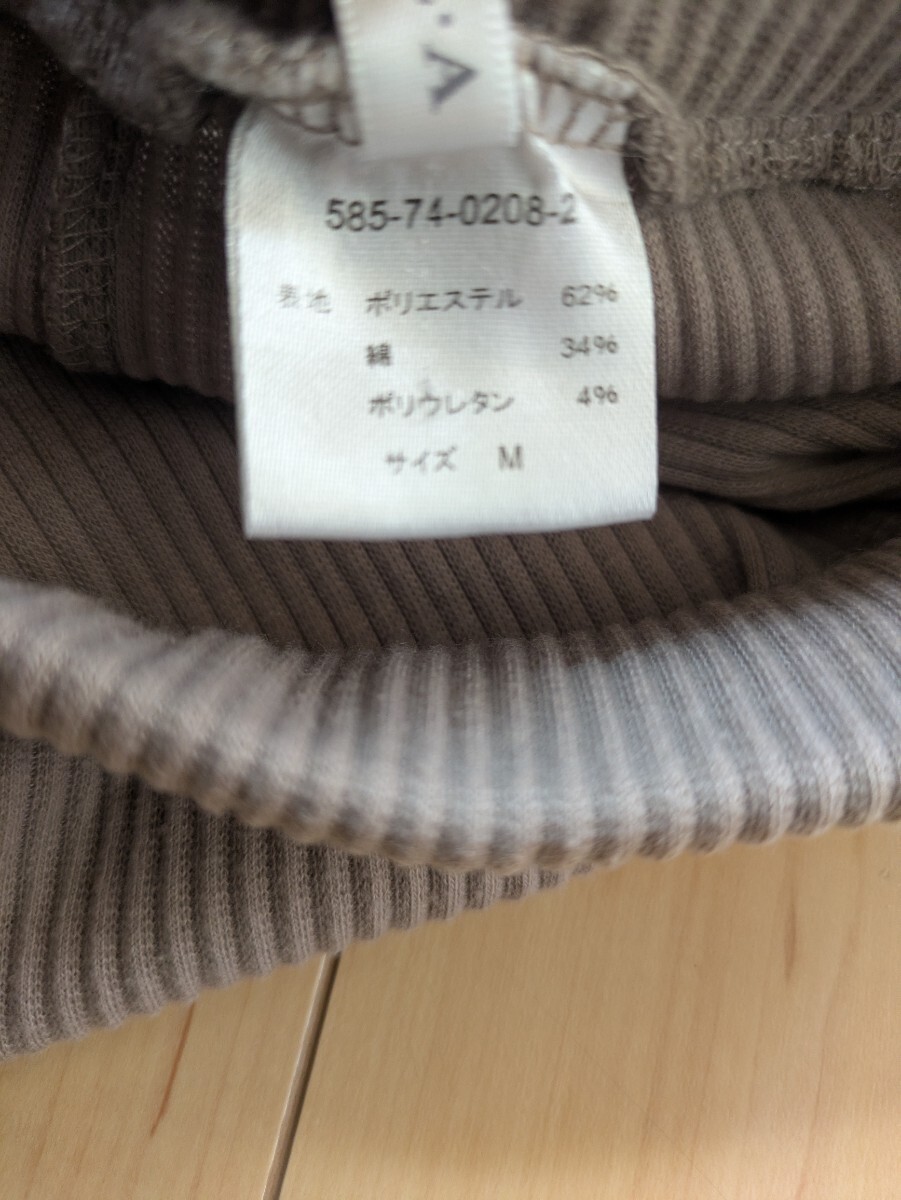 A
585-74-0208-2
表地 ポリエステル 62%
綿 34%
ポリウレタン 4%
サイズ M